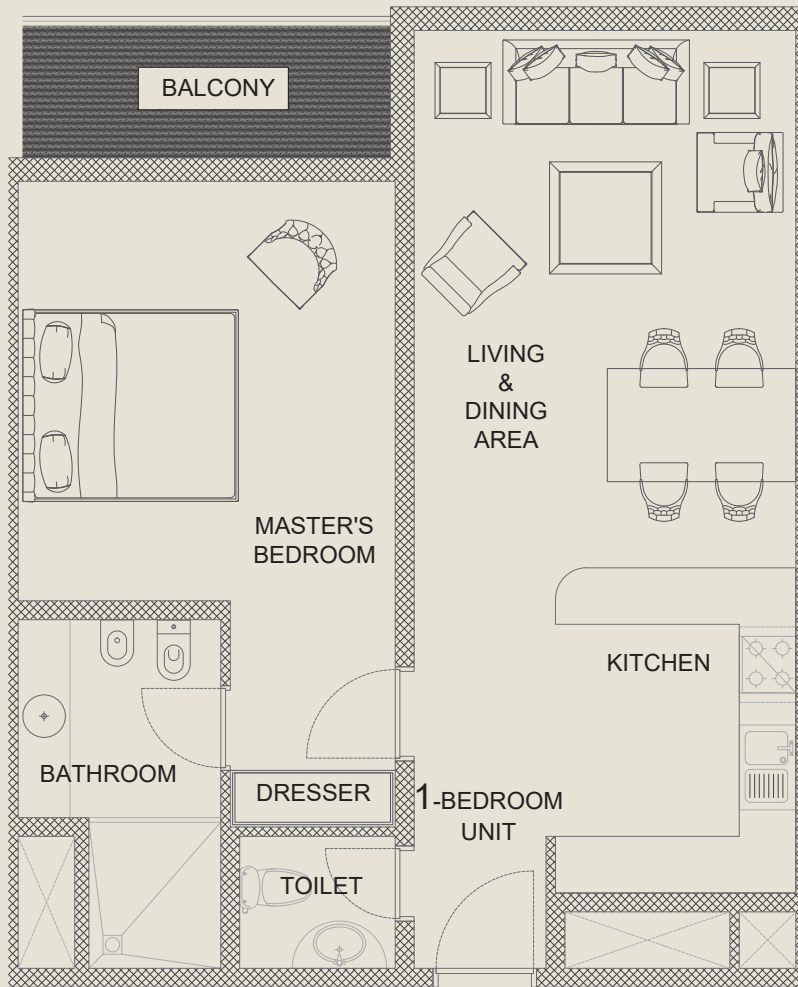 BALCONY
LIVING
&
DINING
AREA
MASTER'S
BEDROOM
KITCHEN
BATHROOM
DRESSER
1-BEDROOM
UNIT
TOILET